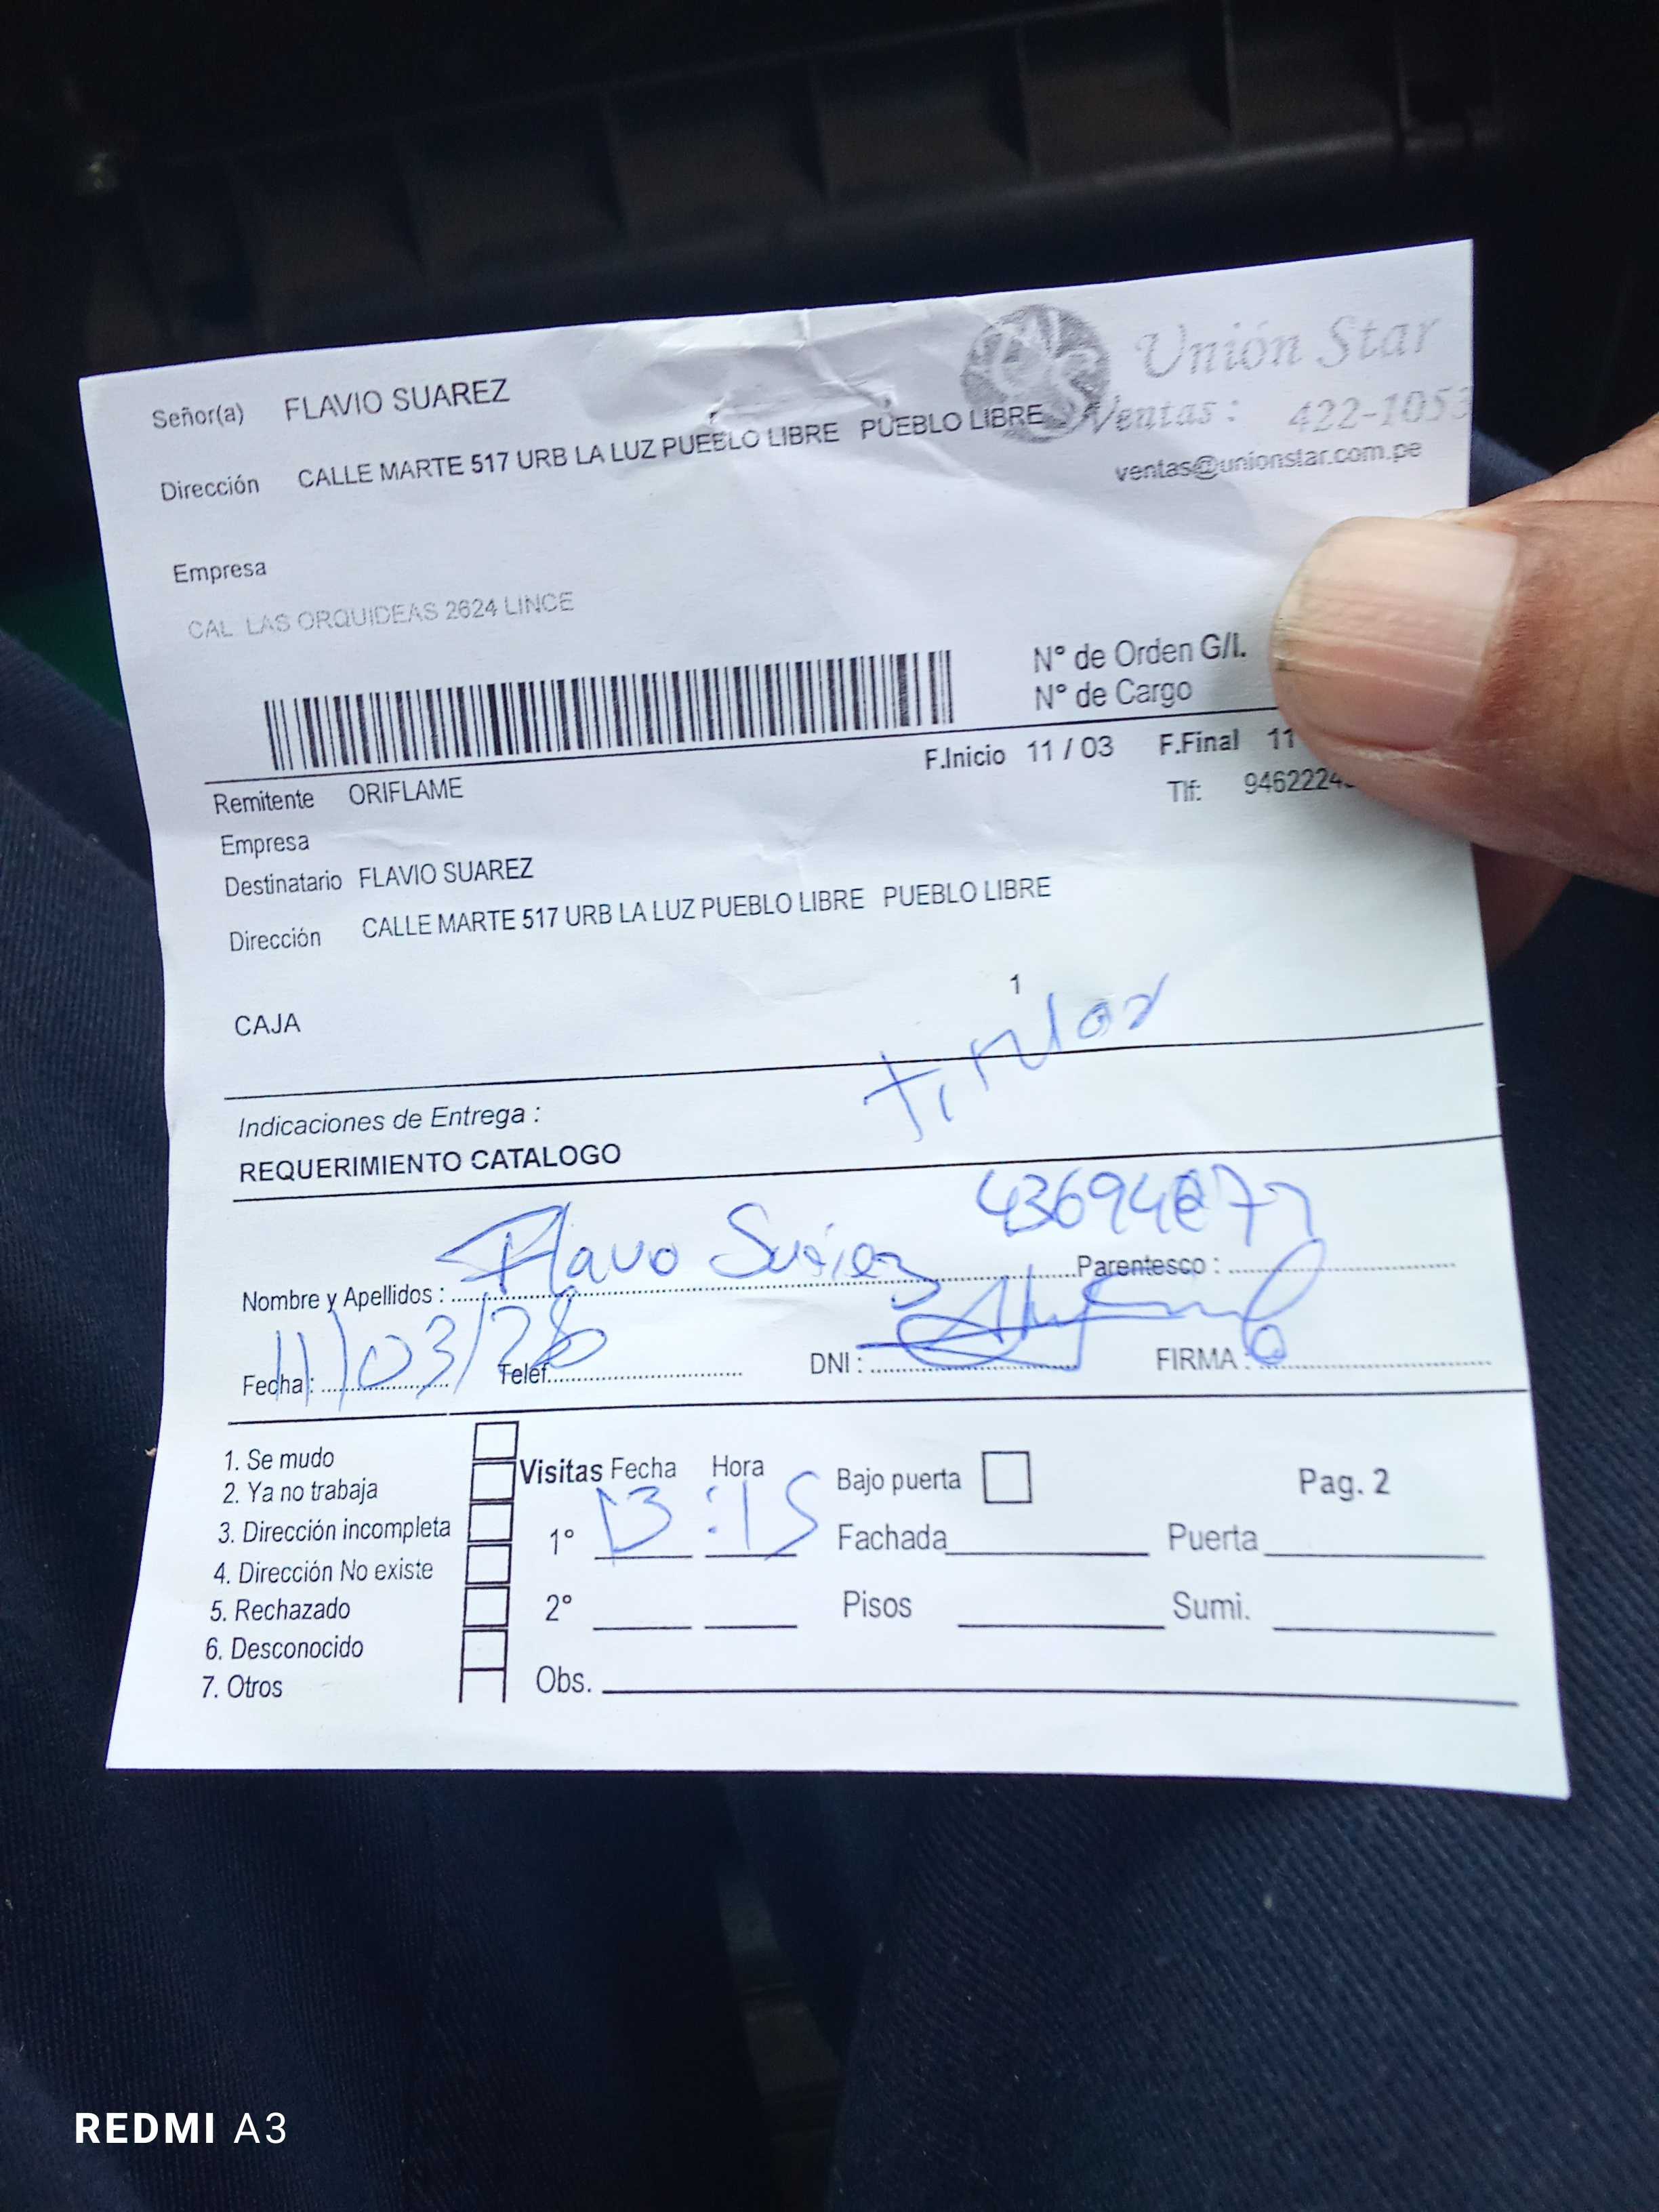 Unión Star
Señor(a) FLAVIO SUAREZ
Ventas: 422-1053
Dirección CALLE MARTE 517 URB LA LUZ PUEBLO LIBRE PUEBLO LIBRE
ventas@unionstar.com.pe
Empresa
CAL LAS ORQUIDEAS 2624 LINCE
N° de Orden G/I.
N° de Cargo
F.Inicio 11 / 03 F.Final 11
Remitente ORIFLAME
Tlf:
Empresa
Destinatario FLAVIO SUAREZ
Dirección CALLE MARTE 517 URB LA LUZ PUEBLO LIBRE PUEBLO LIBRE
CAJA 1
titular
Indicaciones de Entrega :
REQUERIMIENTO CATALOGO
Nombre y Apellidos : Flavio Suárez Parentesco :
Fecha : 11/03/26 Telef. DNI : FIRMA :
1. Se mudo
2. Ya no trabaja
3. Dirección incompleta
4. Dirección No existe
5. Rechazado
6. Desconocido
7. Otros
Visitas Fecha Hora Bajo puerta Pag. 2
1° 13:15 Fachada Puerta
2° Pisos Sumi.
Obs.
REDMI A3